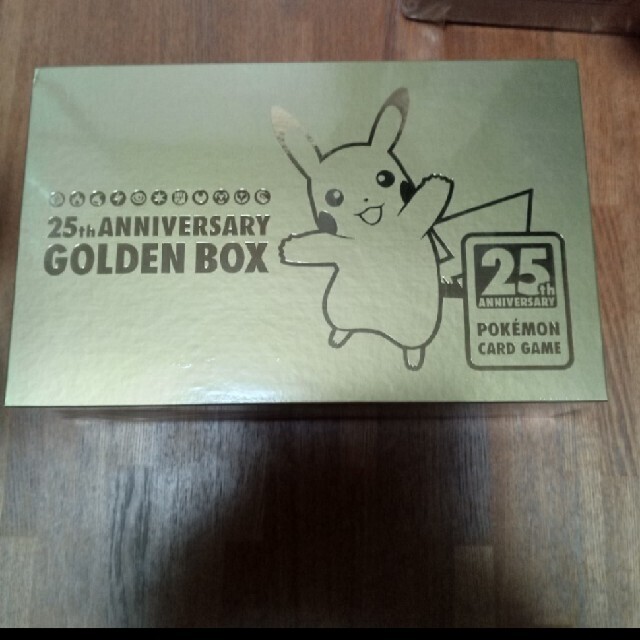 25th ANNIVERSARY
GOLDEN BOX
25th
ANNIVERSARY
POKÉMON
CARD GAME